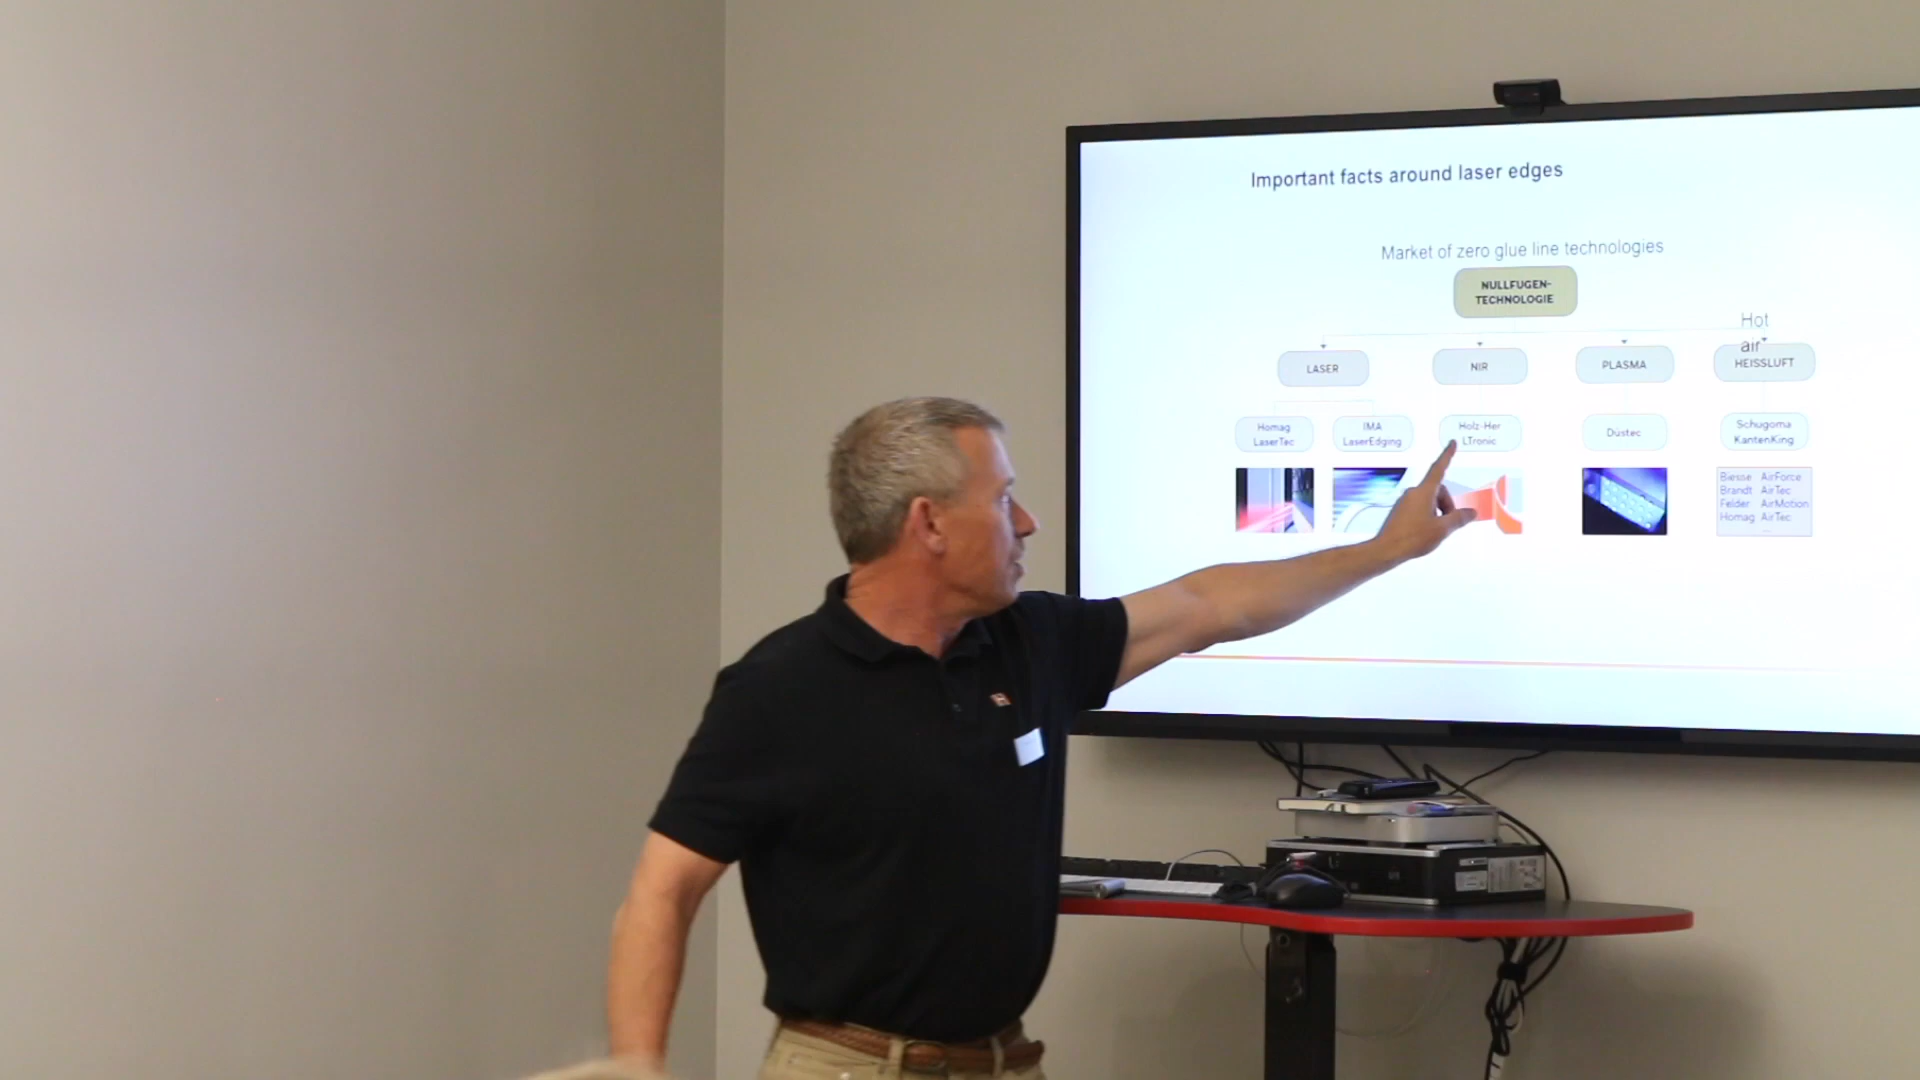 Important facts around laser edges
Market of zero glue line technologies
NULLFUGEN-
TECHNOLOGIE
Hot
air
LASER
NIR
PLASMA
HEISSLUFT
Homag
LaserTec
IMA
LaserEdging
Holz-Her
LTronic
Düstec
Schugoma
KantenKing
Biesse AirForce
Brandt AirTec
Felder AirMotion
Homag AirTec
...